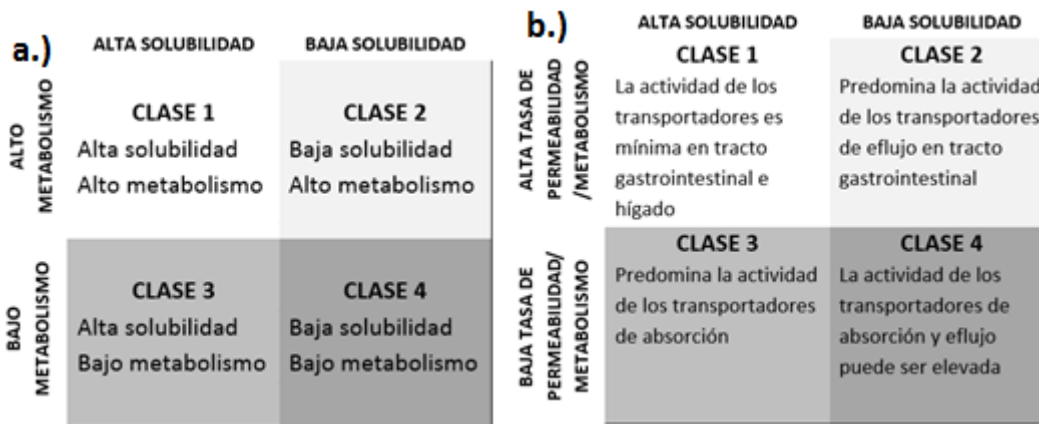 a.)
ALTA SOLUBILIDAD
BAJA SOLUBILIDAD
ALTO
METABOLISMO
CLASE 1
Alta solubilidad
Alto metabolismo
CLASE 2
Baja solubilidad
Alto metabolismo
BAJO
METABOLISMO
CLASE 3
Alta solubilidad
Bajo metabolismo
CLASE 4
Baja solubilidad
Bajo metabolismo
b.)
ALTA SOLUBILIDAD
BAJA SOLUBILIDAD
ALTA TASA DE
PERMEABILIDAD
/METABOLISMO
CLASE 1
La actividad de los
transportadores es
mínima en tracto
gastrointestinal e
hígado
CLASE 2
Predomina la actividad
de los transportadores
de eflujo en tracto
gastrointestinal
BAJA TASA DE
PERMEABILIDAD/
METABOLISMO
CLASE 3
Predomina la actividad
de los transportadores
de absorción
CLASE 4
La actividad de los
transportadores de
absorción y eflujo
puede ser elevada